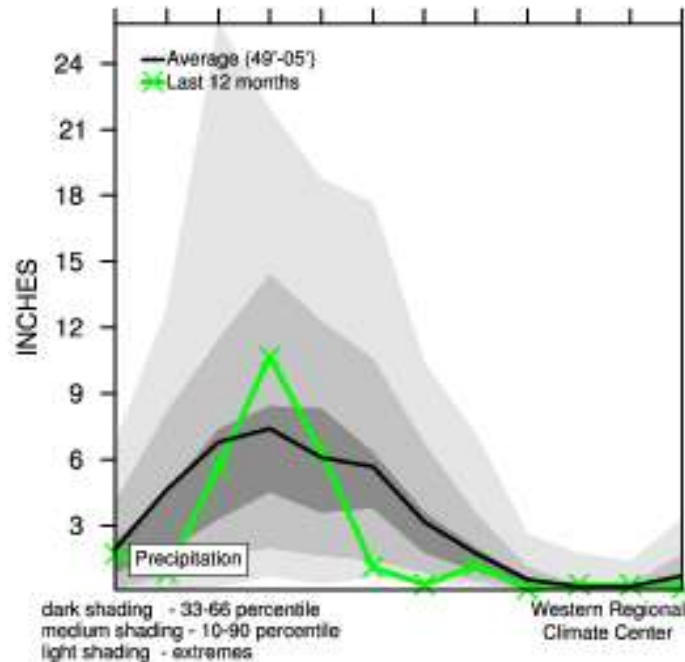 24
21
18
15
12
9
6
3
INCHES
Average (49'-05')
Last 12 months
Precipitation
dark shading - 33-66 percentile
medium shading - 10-90 percentile
light shading - extremes
Western Regional
Climate Center